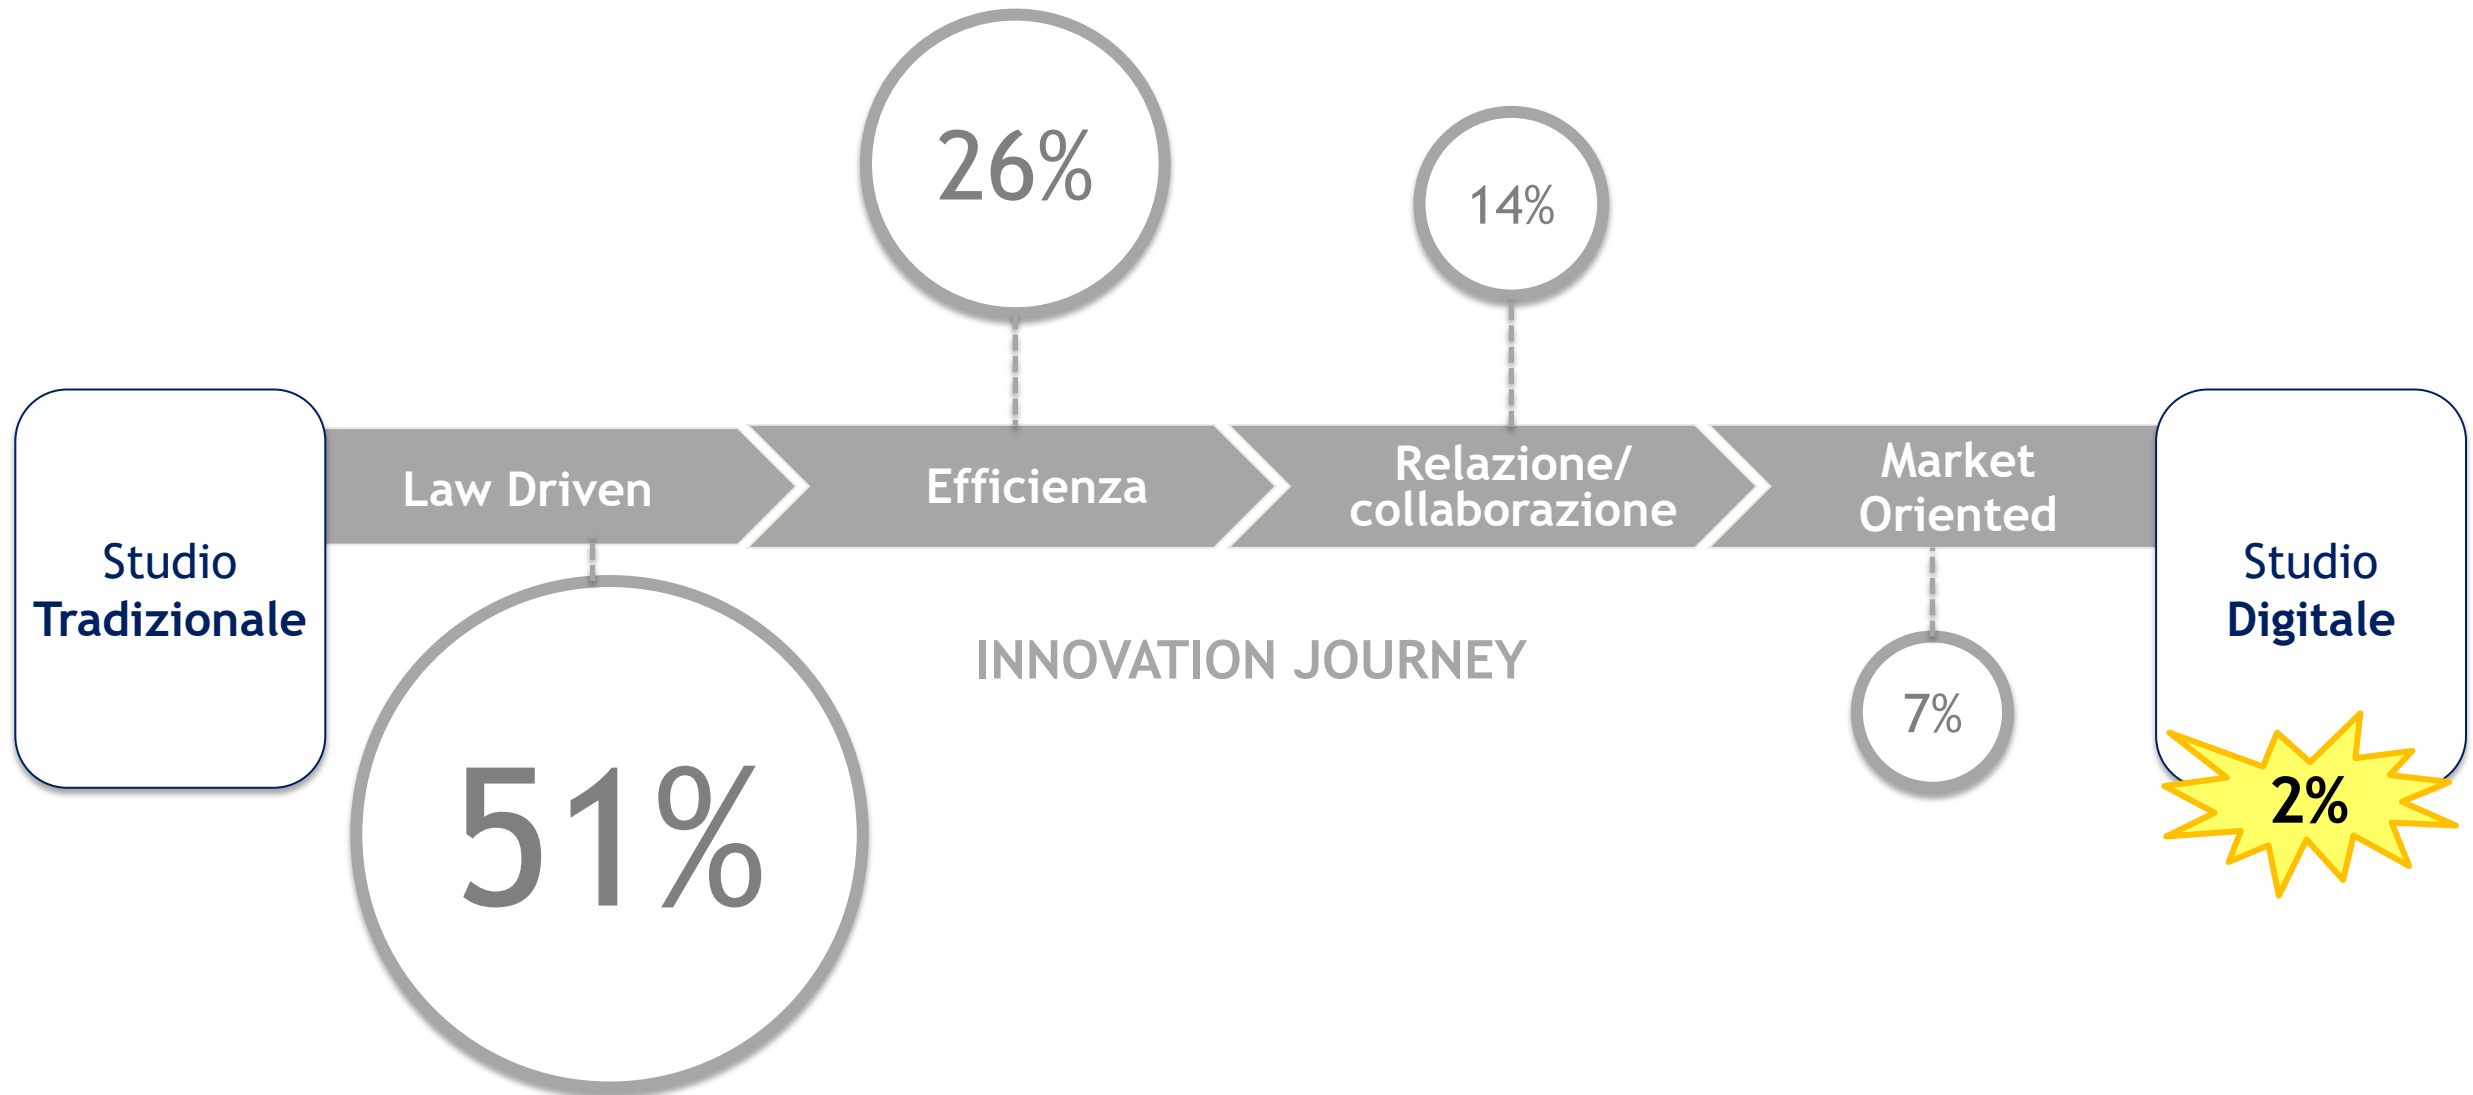 26%
14%
Studio
Tradizionale
Law Driven
Efficienza
Relazione/
collaborazione
Market
Oriented
Studio
Digitale
INNOVATION JOURNEY
51%
7%
2%